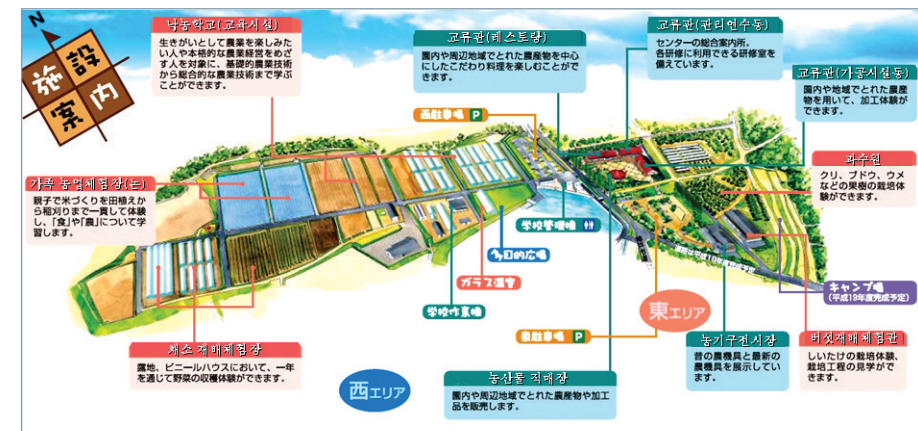 施設
案内
낙농학교(교육시설)
生きがいとして農業を楽しみた
い人や本格的な農業経営をめざ
す人を対象に、基礎的農業技術
から総合的な農業技術まで学ぶ
ことができます。
교류관(레스토랑)
園内や周辺地域でとれた農産物を中心
にしたこだわり料理を楽しむことがで
きます。
교류관(관리연수동)
センターの総合案内所。
各研修に利用できる研修室を
備えています。
교류관(가공시설동)
園内や地域でとれた農産
物を用いて、加工体験が
できます。
西駐車場 P
과수원
クリ、ブドウ、ウメ
などの果樹の栽培体
験ができます。
가족 농업체험장(논)
親子で米づくりを田植えか
ら稲刈りまで一貫して体験
し、「食」や「農」について学
習します。
学校管理棟
多目的広場
ガラス温室
学校作業棟
道路は平成19年度完成予定
キャンプ場
(平成19年度完成予定)
東エリア
東駐車場 P
채소 재배체험장
露地、ビニールハウスにおいて、一年
を通じて野菜の収穫体験ができます。
농기구전시장
昔の農機具と最新の
農機具を展示してい
ます。
버섯재배체험관
しいたけの栽培体験、
栽培工程の見学がで
きます。
농산물 직매장
園内や周辺地域でとれた農産物や加工
品を販売します。
西エリア